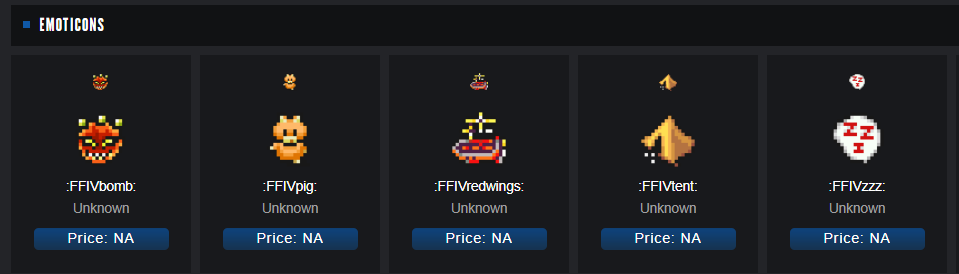 EMOTICONS
:FFIVbomb: :FFIVpig: :FFIVredwings: :FFIVtent: :FFIVzzz:
Unknown Unknown Unknown Unknown Unknown
Price: NA Price: NA Price: NA Price: NA Price: NA